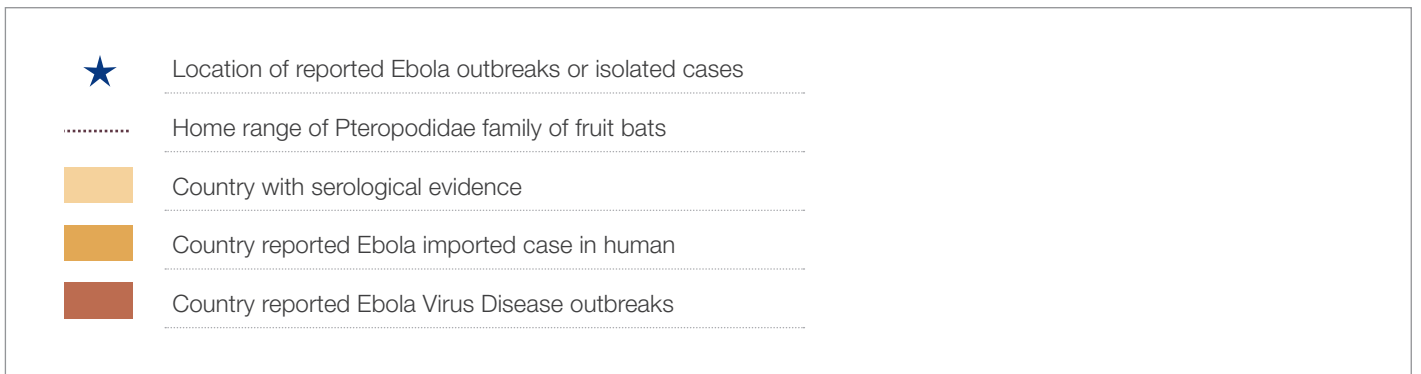 Location of reported Ebola outbreaks or isolated cases
Home range of Pteropodidae family of fruit bats
Country with serological evidence
Country reported Ebola imported case in human
Country reported Ebola Virus Disease outbreaks